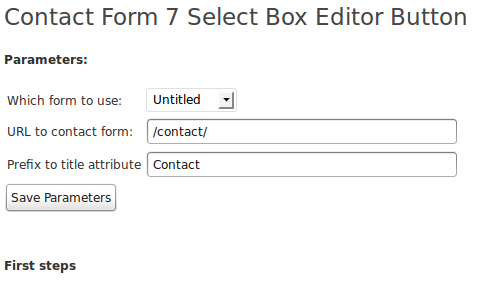 Contact Form 7 Select Box Editor Button
Parameters:
Which form to use: Untitled
URL to contact form: /contact/
Prefix to title attribute Contact
Save Parameters
First steps